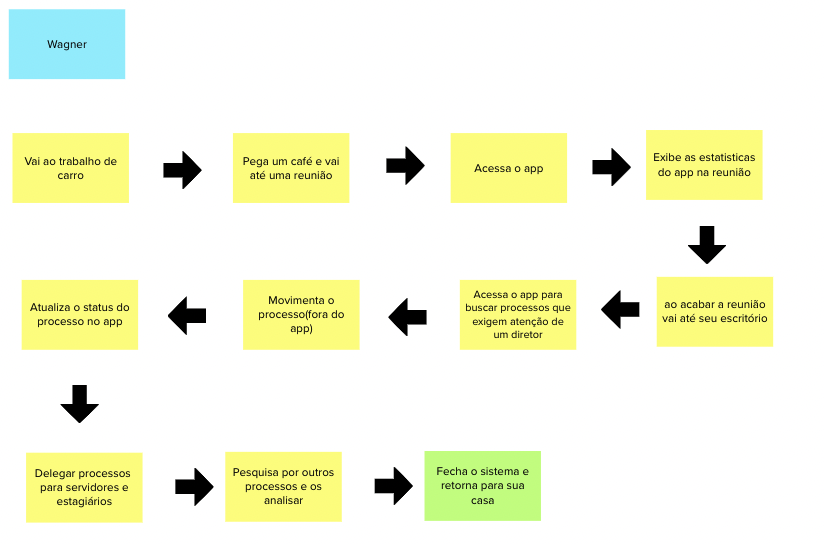 Wagner
Vai ao trabalho de
carro
Pega um café e vai
até uma reunião
Acessa o app
Exibe as estatisticas
do app na reunião
ao acabar a reunião
vai até seu escritório
Acessa o app para
buscar processos que
exigem atenção de
um diretor
Movimenta o
processo(fora do
app)
Atualiza o status do
processo no app
Delegar processos
para servidores e
estagiários
Pesquisa por outros
processos e os
analisar
Fecha o sistema e
retorna para sua
casa